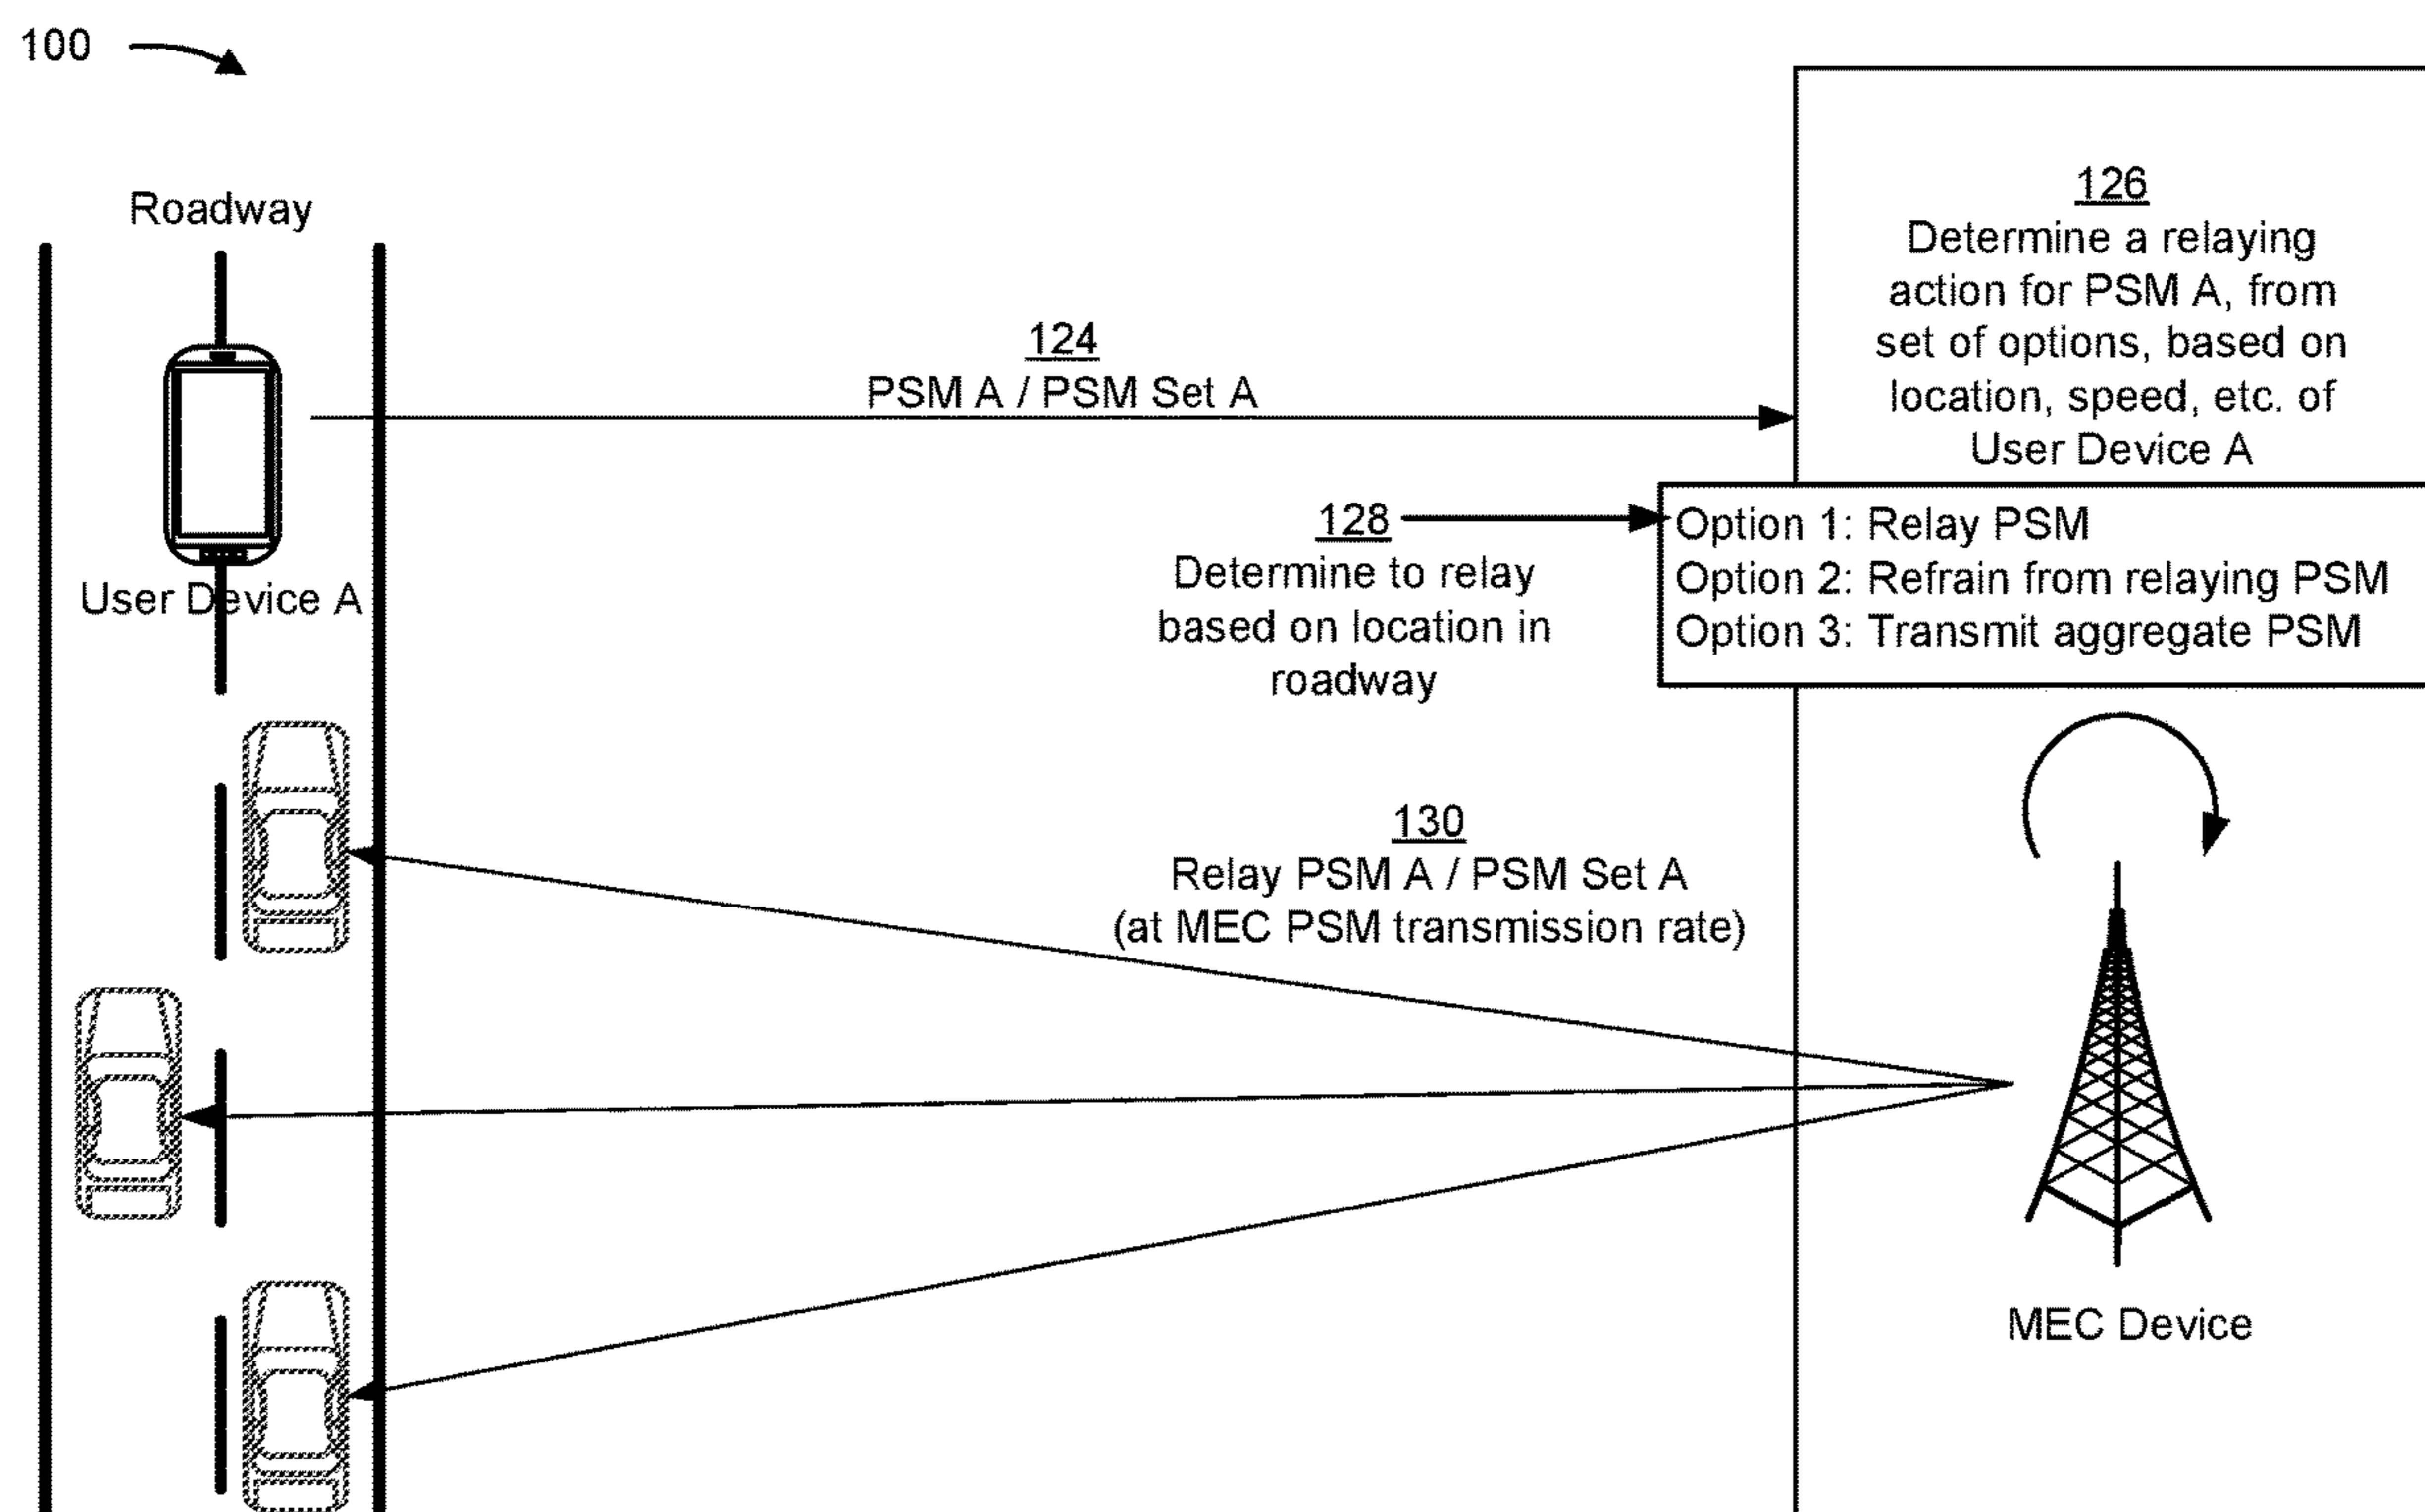 100
Roadway
124
PSM A / PSM Set A
126
Determine a relaying
action for PSM A, from
set of options, based on
location, speed, etc. of
User Device A
User Device A
128
Determine to relay
based on location in
roadway
Option 1: Relay PSM
Option 2: Refrain from relaying PSM
Option 3: Transmit aggregate PSM
130
Relay PSM A / PSM Set A
(at MEC PSM transmission rate)
MEC Device